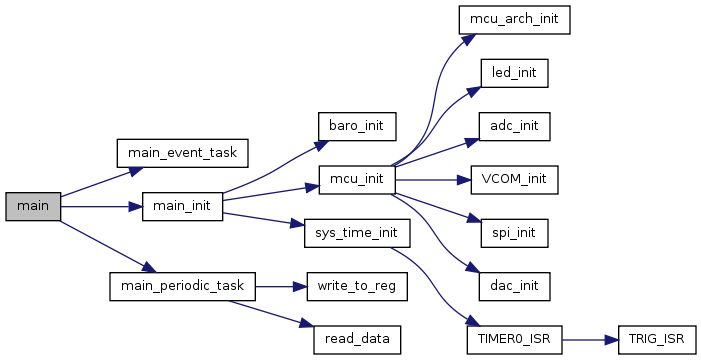 main
main_event_task
main_init
main_periodic_task
baro_init
mcu_init
sys_time_init
write_to_reg
read_data
mcu_arch_init
led_init
adc_init
VCOM_init
spi_init
dac_init
TIMER0_ISR
TRIG_ISR